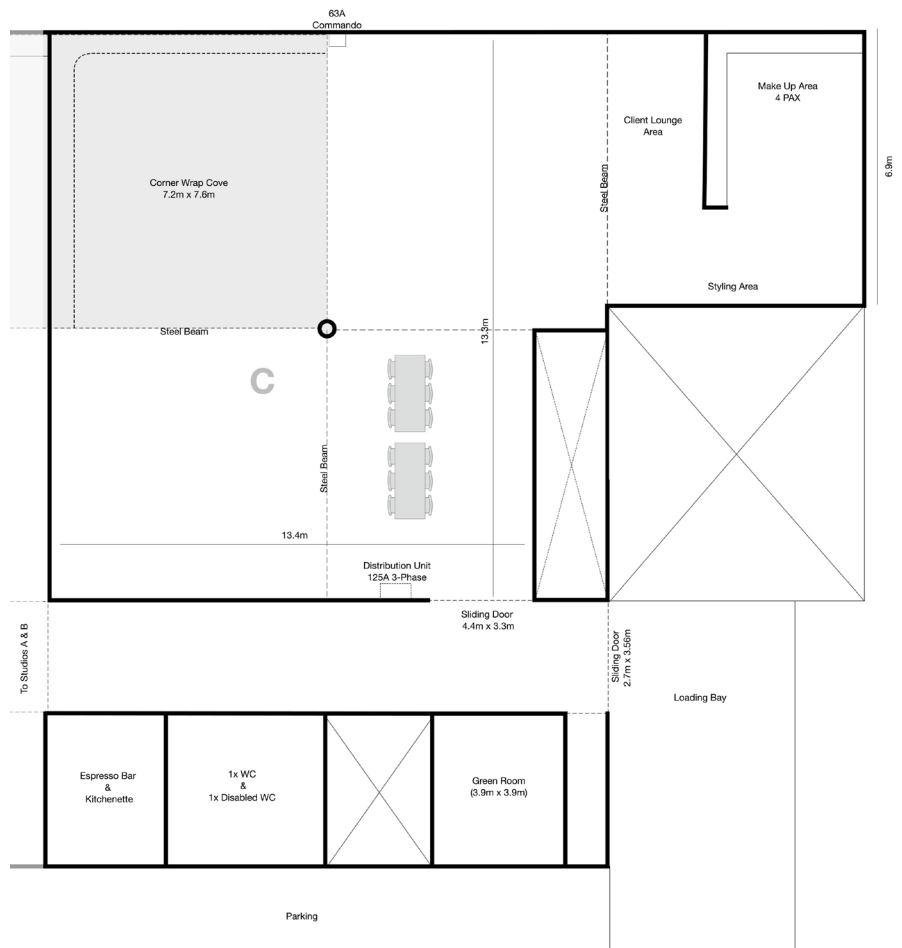 63A
Commando
Make Up Area
4 PAX
Client Lounge
Area
6.9m
Corner Wrap Cove
7.2m x 7.6m
Steel Beam
Styling Area
Steel Beam
13.3m
C
Steel Beam
13.4m
Distribution Unit
125A 3-Phase
Sliding Door
4.4m x 3.3m
To Studios A & B
Sliding Door
2.7m x 3.56m
Loading Bay
Espresso Bar
&
Kitchenette
1x WC
&
1x Disabled WC
Green Room
(3.9m x 3.9m)
Parking